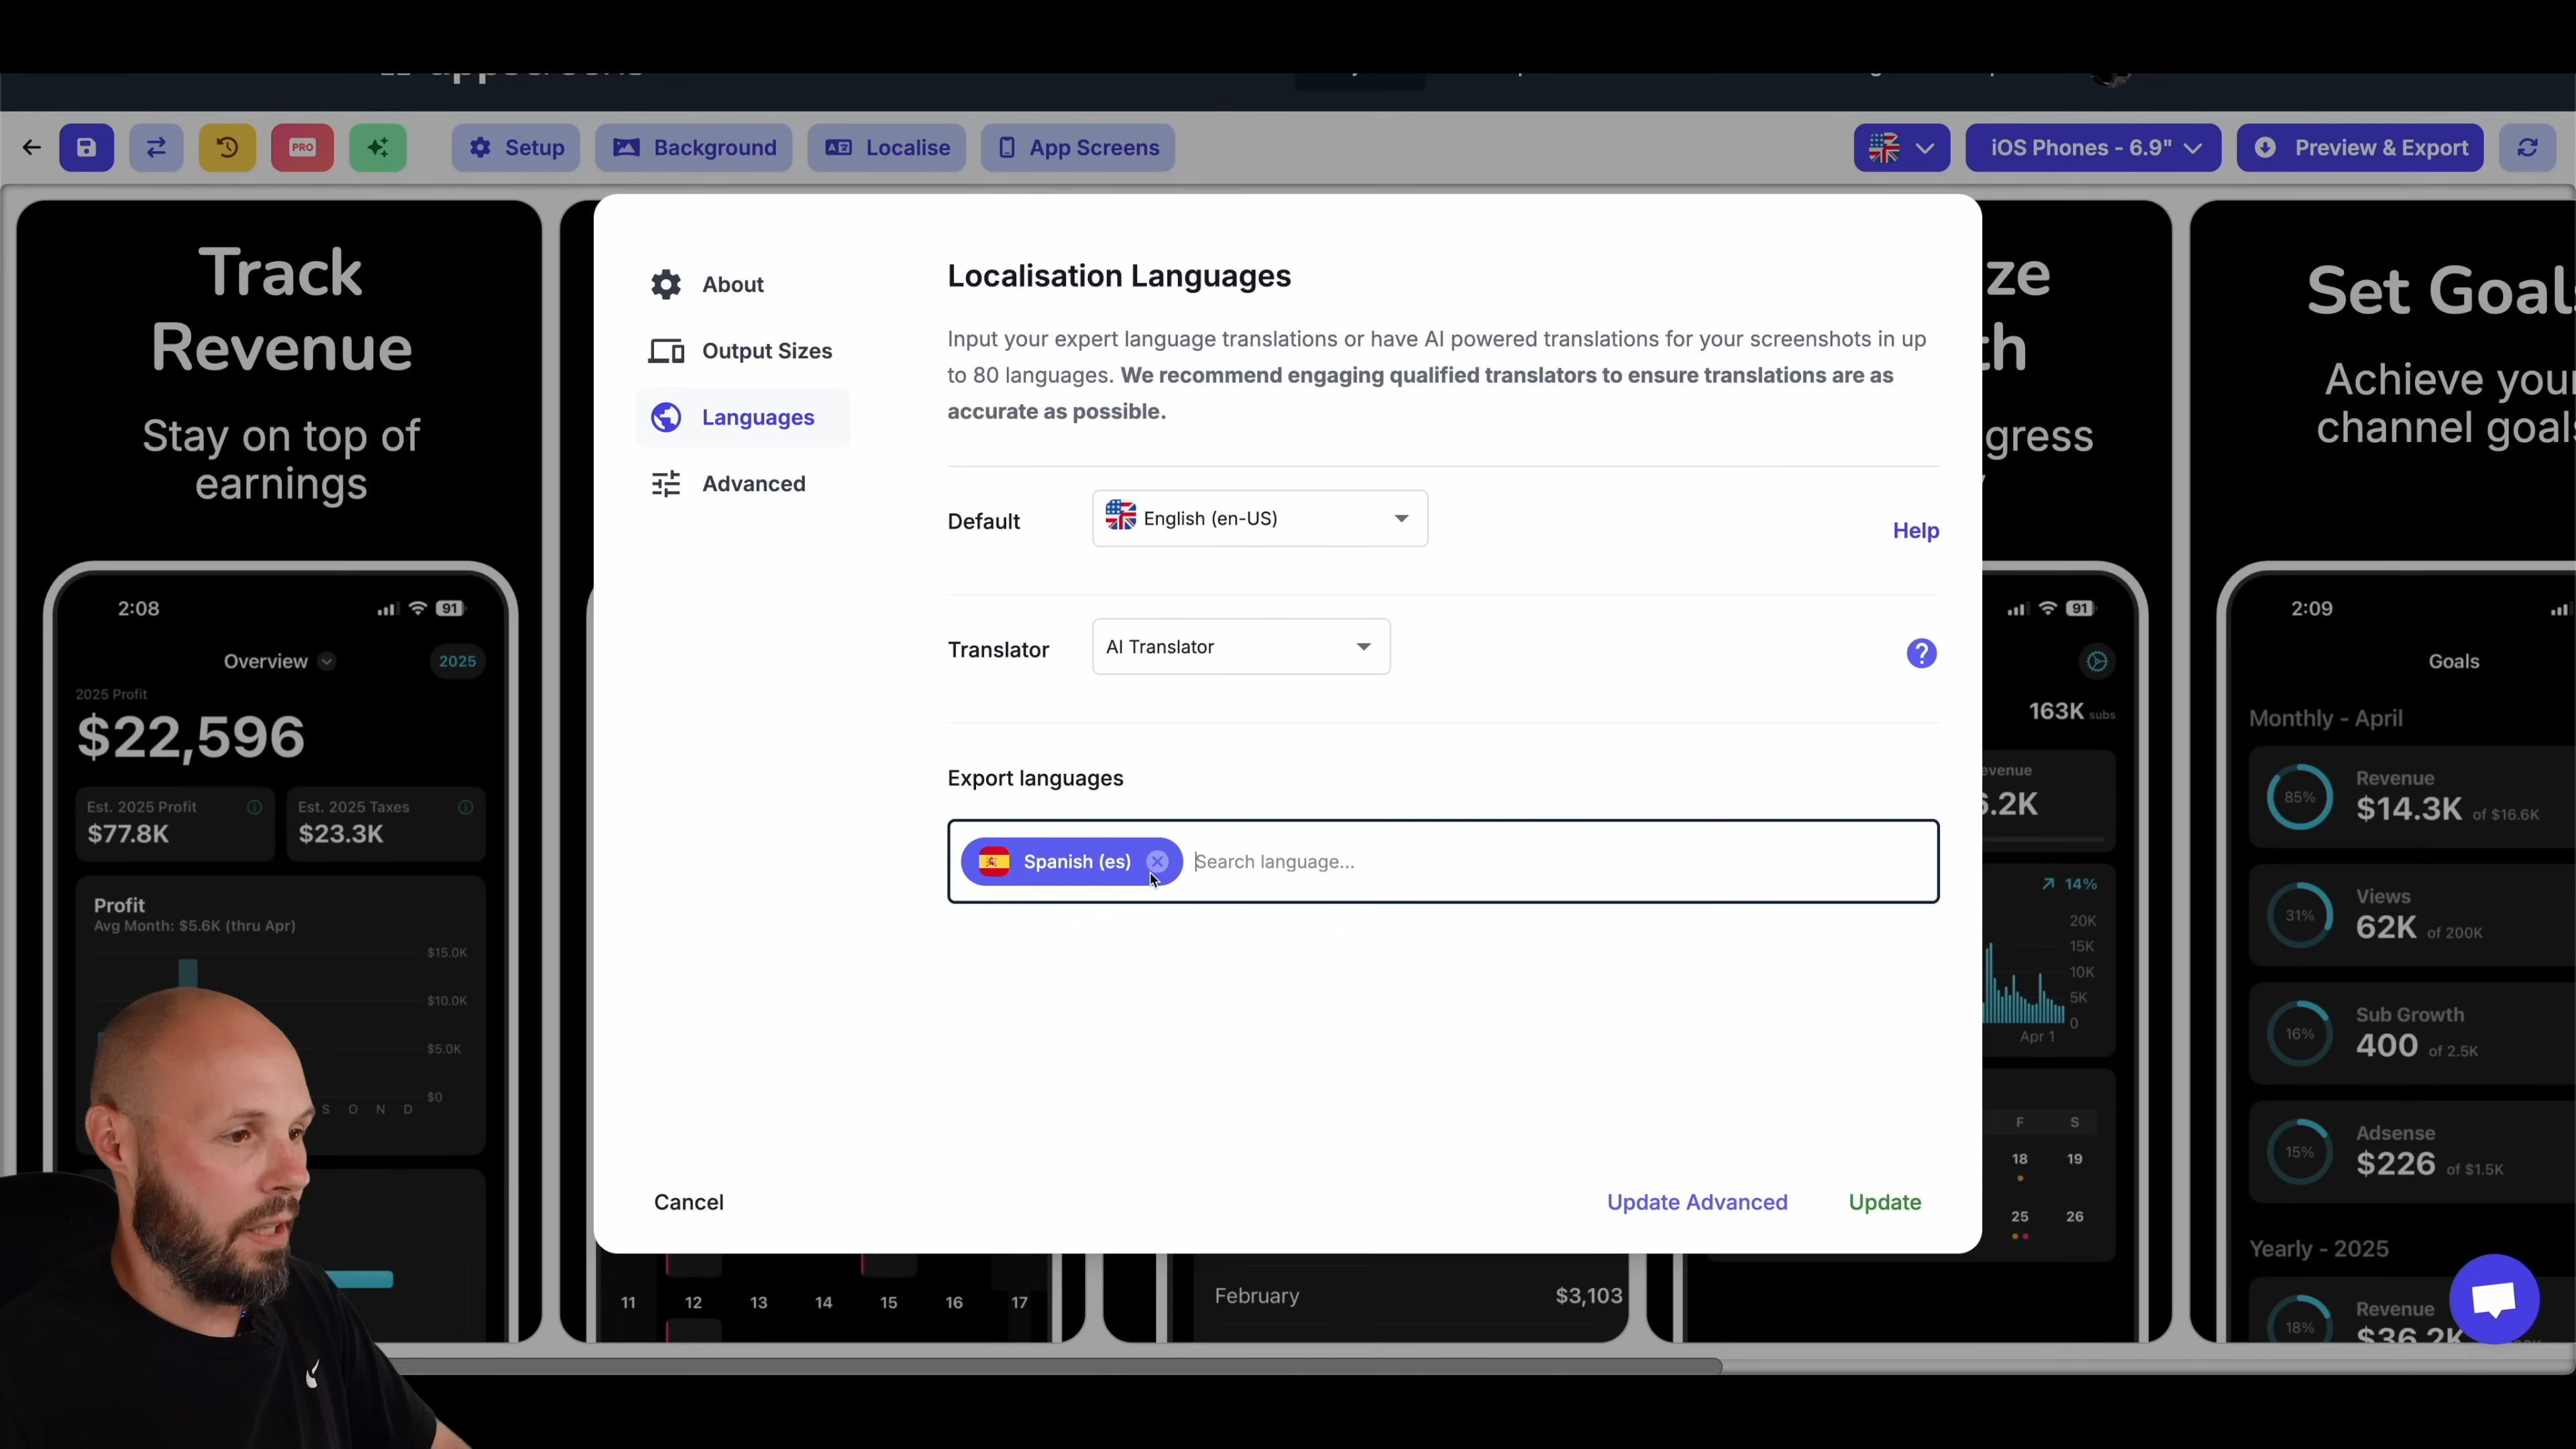 PRO
Setup
Background
Localise
App Screens
iOS Phones - 6.9"
Preview & Export
Track
Revenue
Stay on top of
earnings
2:08
91
Overview
2025
2025 Profit
$22,596
Est. 2025 Profit
$77.8K
Est. 2025 Taxes
$23.3K
Profit
Avg Month: $5.6K (thru Apr)
$15.0K
$10.0K
$5.0K
$0
S O N D
About
Output Sizes
Languages
Advanced
Localisation Languages
Input your expert language translations or have AI powered translations for your screenshots in up
to 80 languages. We recommend engaging qualified translators to ensure translations are as
accurate as possible.
Default
English (en-US)
Help
Translator
AI Translator
?
Export languages
Spanish (es)
Search language...
Cancel
Update Advanced
Update
11 12 13 14 15 16 17
February
$3,103
ze
th
gress
91
163K subs
evenue
6.2K
14%
20K
15K
10K
5K
0
Apr 1
F S
18 19
25 26
Set Goals
Achieve your
channel goals
2:09
Goals
Monthly - April
85%
Revenue
$14.3K of $16.6K
31%
Views
62K of 200K
16%
Sub Growth
400 of 2.5K
15%
Adsense
$226 of $1.5K
Yearly - 2025
18%
Revenue
$36.2K